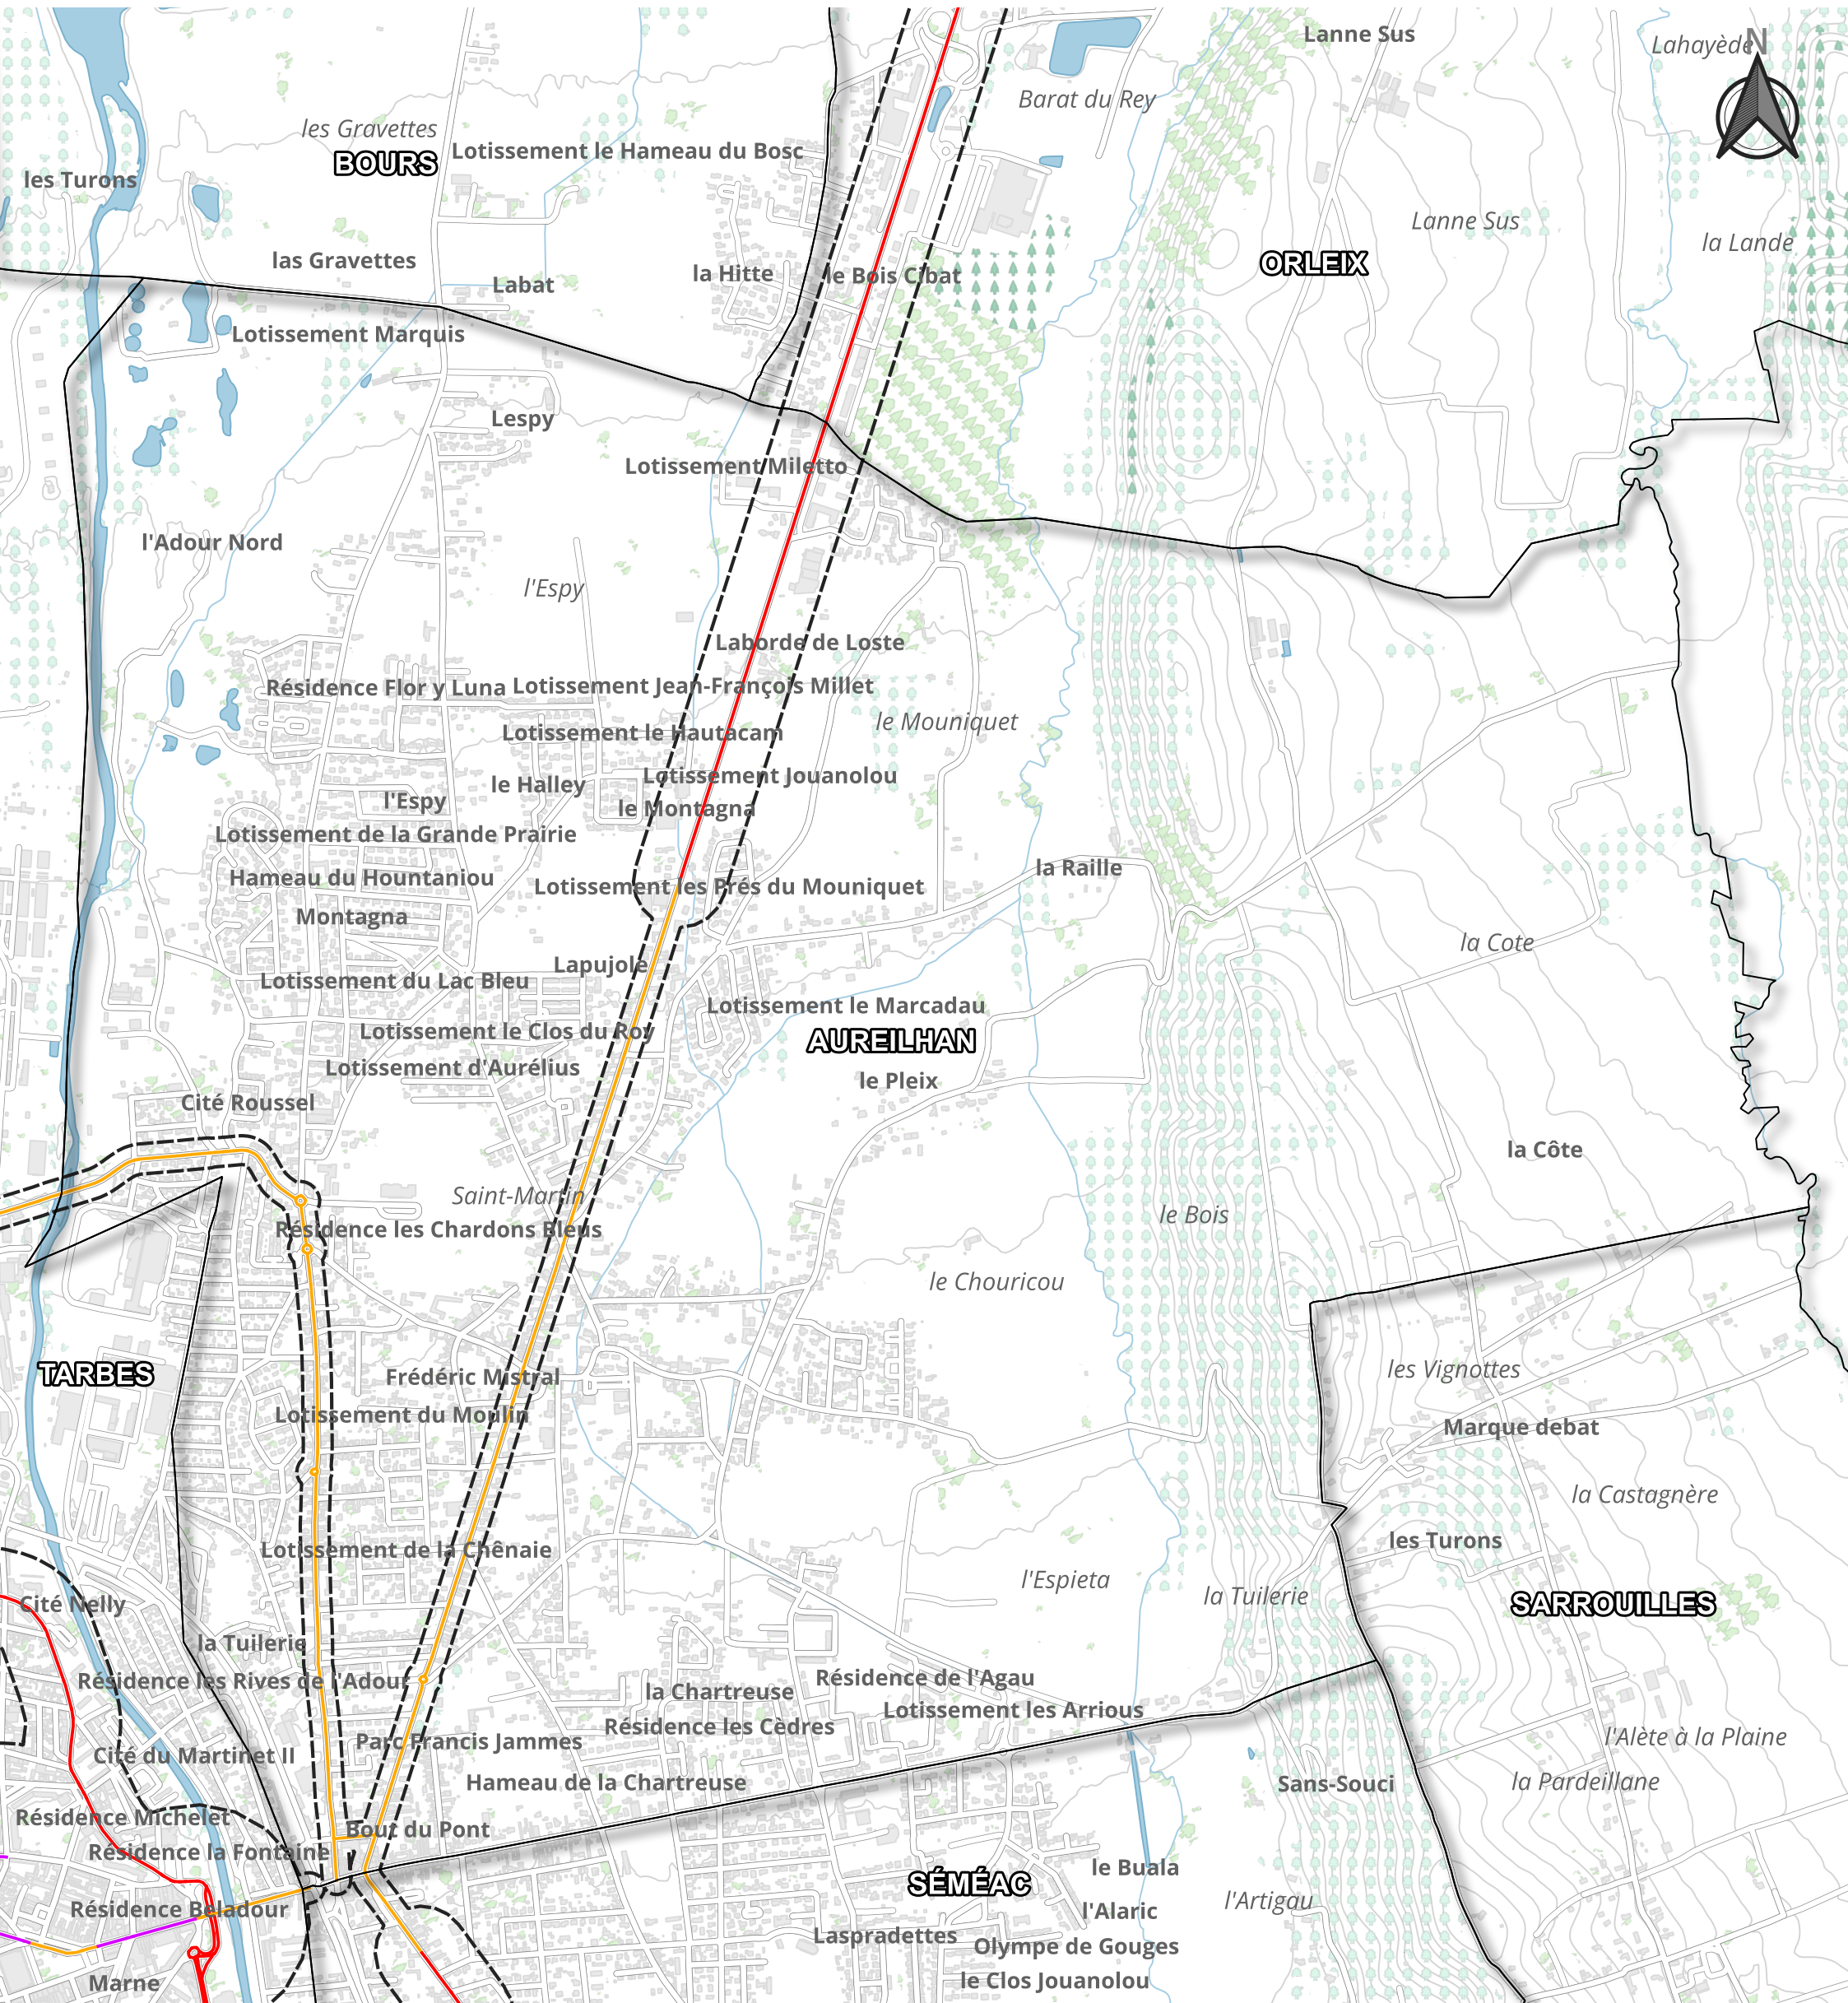 Lanne Sus
Lahayède
N
Barat du Rey
les Gravettes
BOURS
Lotissement le Hameau du Bosc
les Turons
Lanne Sus
la Lande
las Gravettes
ORLEIX
la Hitte
le Bois Cibat
Labat
Lotissement Marquis
Lespy
Lotissement Miletto
l'Adour Nord
l'Espy
Laborde de Loste
Résidence Flor y Luna
Lotissement Jean-François Millet
le Mouniquet
Lotissement le Hautacam
Lotissement Jouanolou
le Halley
l'Espy
le Montagna
Lotissement de la Grande Prairie
la Raille
Hameau du Hountaniou
Lotissement les Prés du Mouniquet
Montagna
la Cote
Lapujole
Lotissement du Lac Bleu
Lotissement le Marcadau
Lotissement le Clos du Roy
AUREILHAN
Lotissement d'Aurélius
le Pleix
Cité Roussel
la Côte
Saint-Martin
le Bois
Résidence les Chardons Bleus
le Chouricou
TARBES
Frédéric Mistral
les Vignottes
Lotissement du Moulin
Marque debat
la Castagnère
les Turons
Lotissement de la Chênaie
l'Espieta
la Tuilerie
Cité Nelly
SARROUILLES
la Tuilerie
Résidence les Rives de l'Adour
Résidence de l'Agau
la Chartreuse
Lotissement les Arrious
Résidence les Cèdres
l'Alète à la Plaine
Parc Francis Jammes
Cité du Martinet II
Hameau de la Chartreuse
Sans-Souci
la Pardeillane
Résidence Michelet
Bout du Pont
Résidence la Fontaine
le Buala
SÉMÉAC
l'Artigau
Résidence Beladour
l'Alaric
Laspradettes
Olympe de Gouges
Marne
le Clos Jouanolou